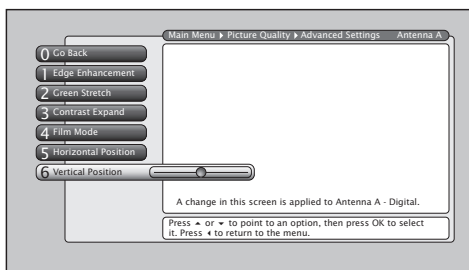 Main Menu ▸ Picture Quality ▸ Advanced Settings Antenna A
0 Go Back
1 Edge Enhancement
2 Green Stretch
3 Contrast Expand
4 Film Mode
5 Horizontal Position
6 Vertical Position
A change in this screen is applied to Antenna A - Digital.
Press ▲ or ▼ to point to an option, then press OK to select
it. Press ◂ to return to the menu.